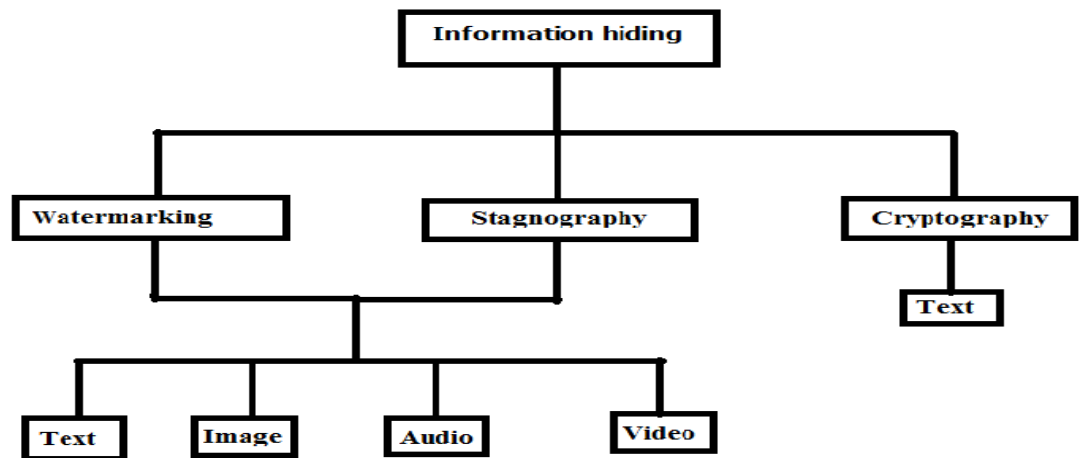 Information hiding
Watermarking
Stagnography
Cryptography
Text
Text
Image
Audio
Video